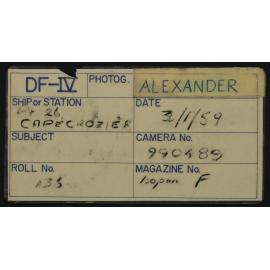 DF-IV PHOTOG. ALEXANDER
SHIP or STATION
CAPE CROZIER
DATE
2/1/59
SUBJECT
CAMERA No.
990489
ROLL No.
MAGAZINE No.
F